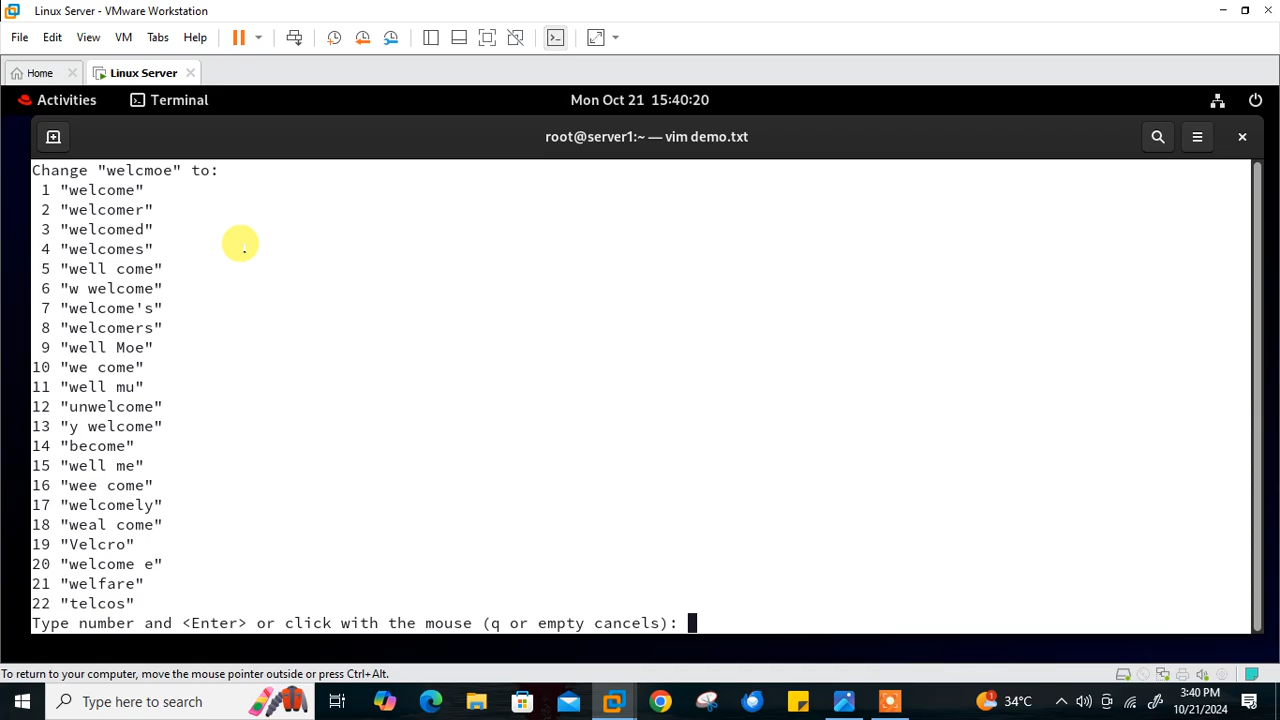 Linux Server - VMware Workstation
File Edit View VM Tabs Help
Home Linux Server
Activities Terminal Mon Oct 21 15:40:20
root@server1:~ — vim demo.txt
Change "welcmoe" to:
1 "welcome"
2 "welcomer"
3 "welcomed"
4 "welcomes"
5 "well come"
6 "w welcome"
7 "welcome's"
8 "welcomers"
9 "well Moe"
10 "we come"
11 "well mu"
12 "unwelcome"
13 "y welcome"
14 "become"
15 "well me"
16 "wee come"
17 "welcomely"
18 "weal come"
19 "Velcro"
20 "welcome e"
21 "welfare"
22 "telcos"
Type number and <Enter> or click with the mouse (q or empty cancels):
To return to your computer, move the mouse pointer outside or press Ctrl+Alt.
Type here to search 1 34°C 3:40 PM
10/21/2024